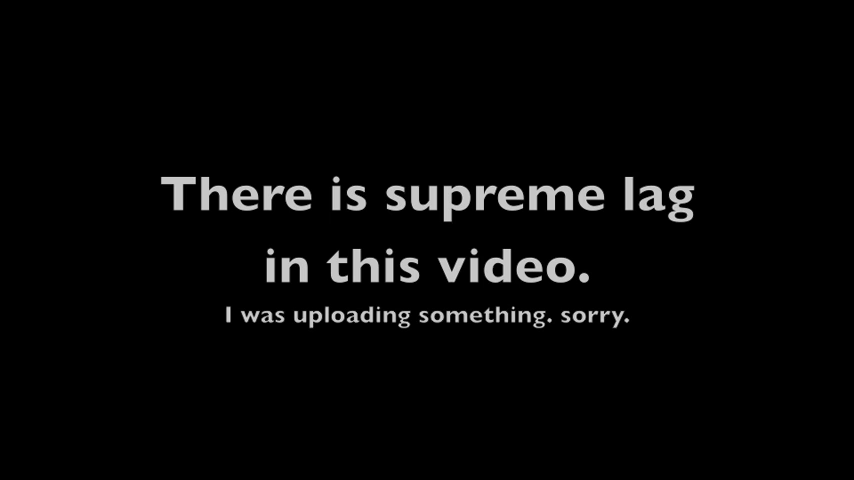 There is supreme lag
in this video.
I was uploading something. sorry.